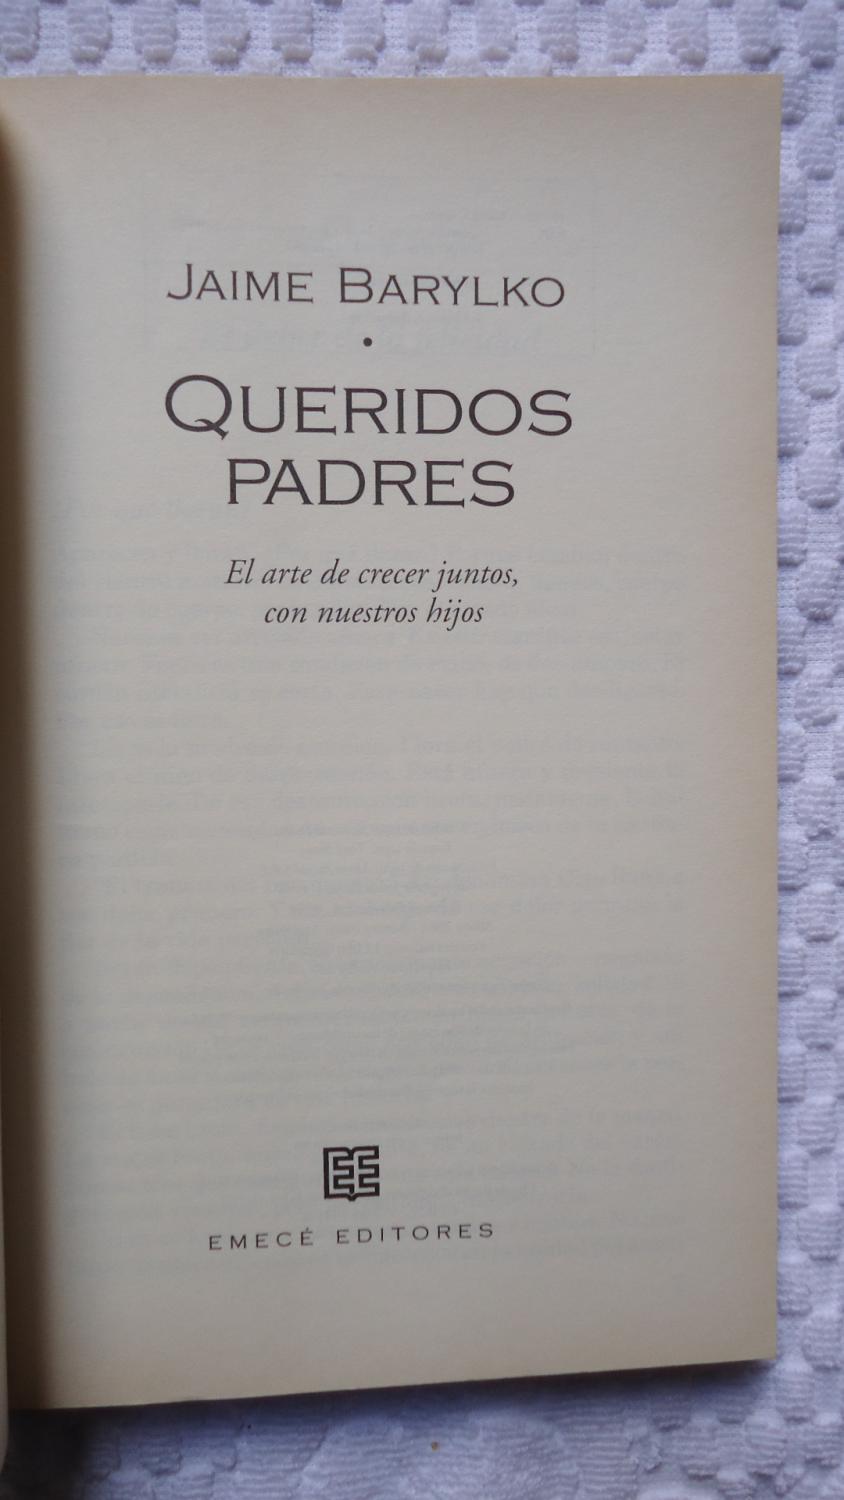 JAIME BARYLKO
•
QUERIDOS
PADRES
El arte de crecer juntos,
con nuestros hijos
EMECÉ EDITORES